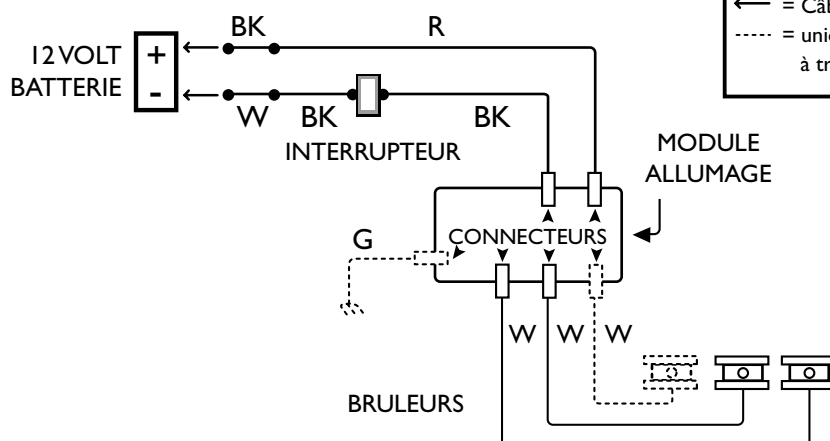 ← = Câb
----- = unic
à tr
BK
R
12 VOLT
BATTERIE
+
-
W
BK
BK
INTERRUPTEUR
MODULE
ALLUMAGE
CONNECTEURS
G
W
W
W
BRULEURS